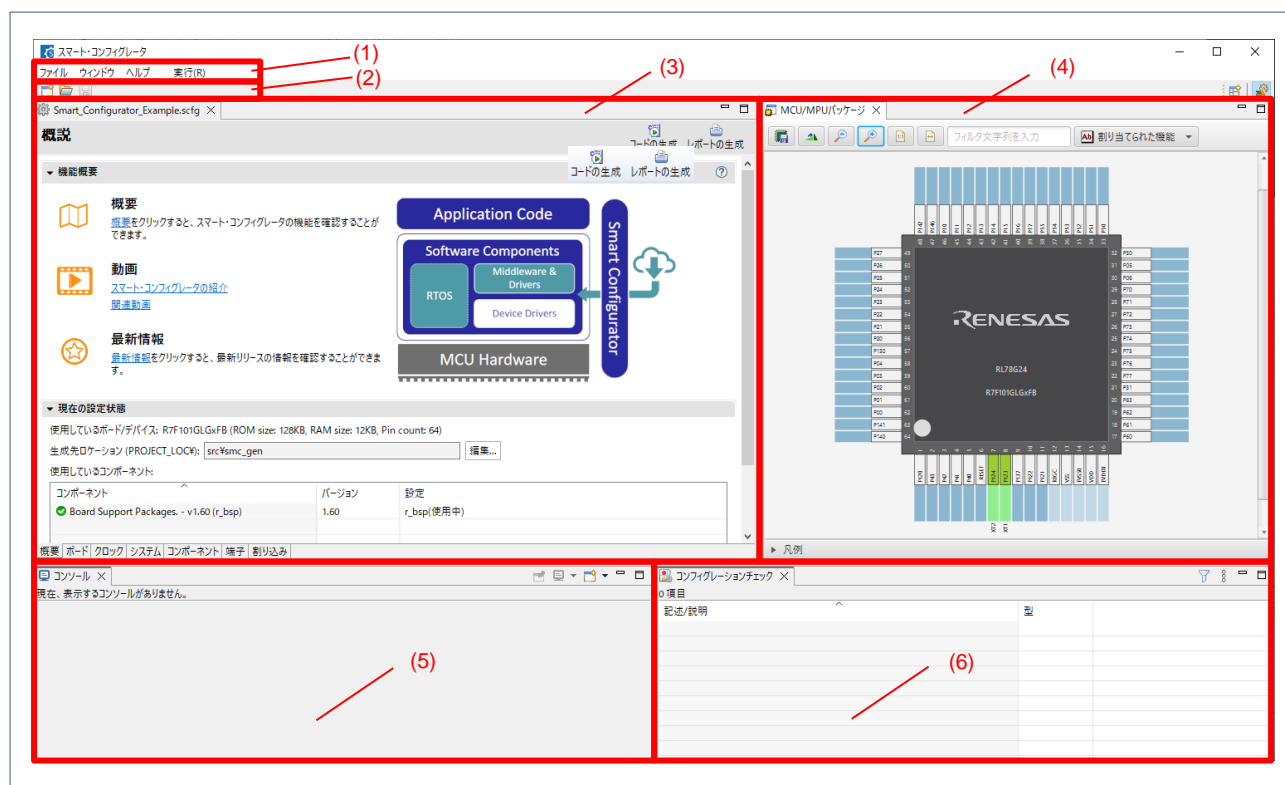 スマート・コンフィグレータ
(1)
ファイル ウィンドウ ヘルプ 実行(R)
(2)
(3)
(4)
Smart_Configurator_Example.scfg
概説
コードの生成 レポートの生成
機能概要
コードの生成 レポートの生成
概要
概要をクリックすると、スマート・コンフィグレータの機能を確認することが
できます。
動画
スマート・コンフィグレータの紹介
関連動画
最新情報
最新情報をクリックすると、最新リリースの情報を確認することができま
す。
Application Code
Software Components
RTOS
Middleware &
Drivers
Device Drivers
MCU Hardware
Smart Configurator
現在の設定状態
使用しているボード/デバイス: R7F101GLGxFB (ROM size: 128KB, RAM size: 12KB, Pin count: 64)
生成先ロケーション (PROJECT_LOC¥): src¥smc_gen 編集...
使用しているコンポーネント:
コンポーネント バージョン 設定
Board Support Packages. - v1.60 (r_bsp) 1.60 r_bsp(使用中)
概要 ボード クロック システム コンポーネント 端子 割り込み
MCU/MPUパッケージ
フィルタ文字列を入力 Ab 割り当てられた機能
RENESAS
RL78G24
R7F101GLGxFB
凡例
コンソール
現在、表示するコンソールがありません。
(5)
コンフィグレーションチェック
0 項目
記述/説明 型
(6)